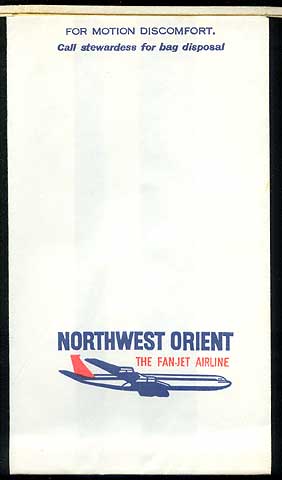 FOR MOTION DISCOMFORT.
Call stewardess for bag disposal
NORTHWEST ORIENT
THE FAN-JET AIRLINE